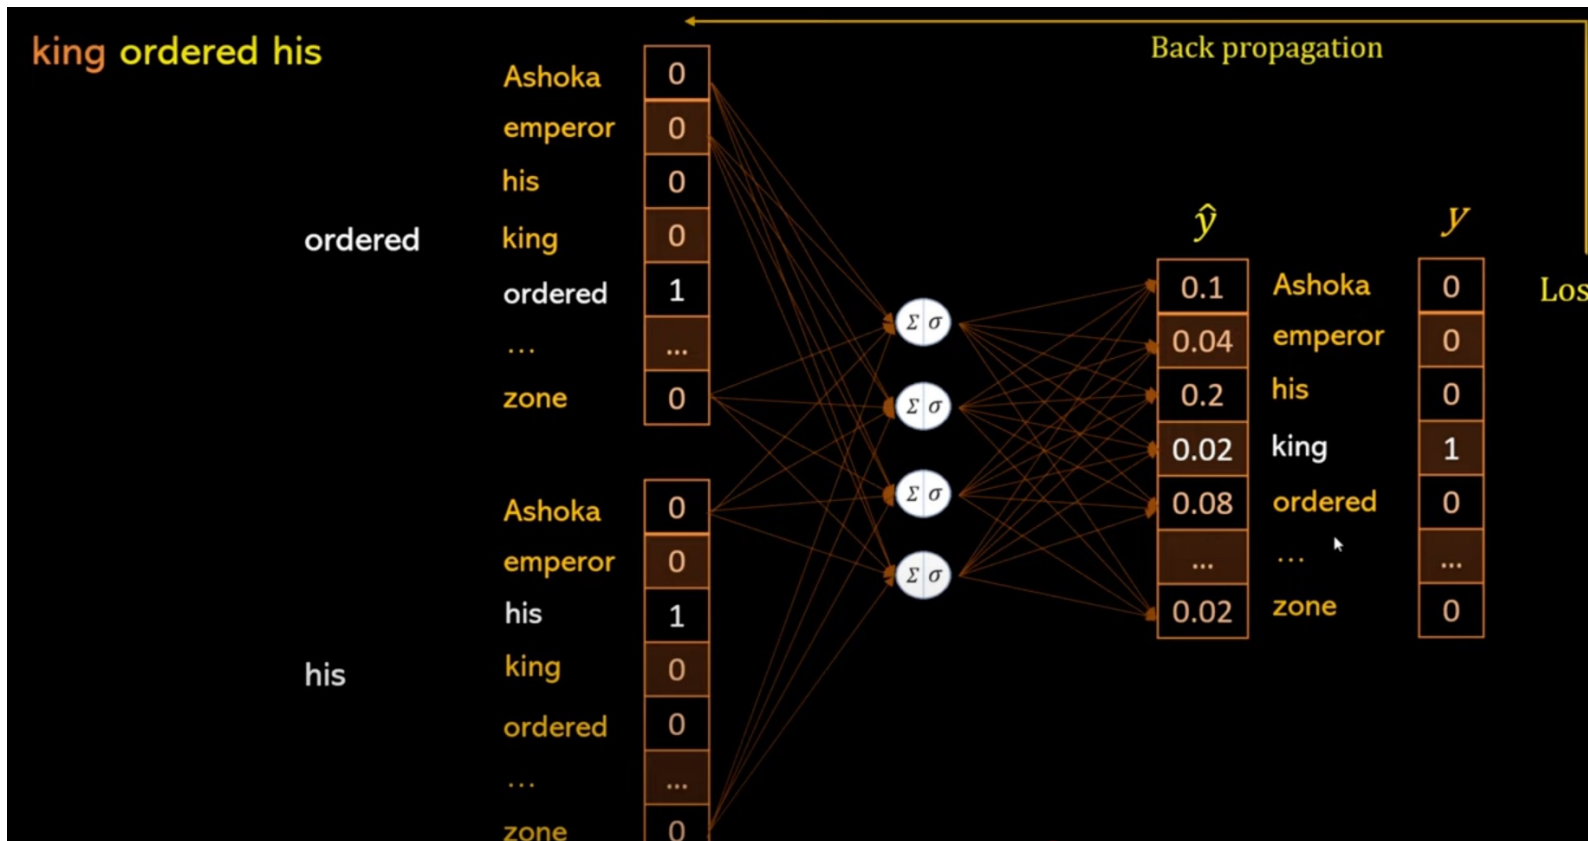 king ordered his
Back propagation
ordered
Ashoka 0
emperor 0
his 0
king 0
ordered 1
... ...
zone 0
his
Ashoka 0
emperor 0
his 1
king 0
ordered 0
... ...
zone 0
Σ σ
Σ σ
Σ σ
Σ σ
ŷ y
0.1 Ashoka 0
0.04 emperor 0
0.2 his 0
0.02 king 1
0.08 ordered 0
... ... ...
0.02 zone 0
Los